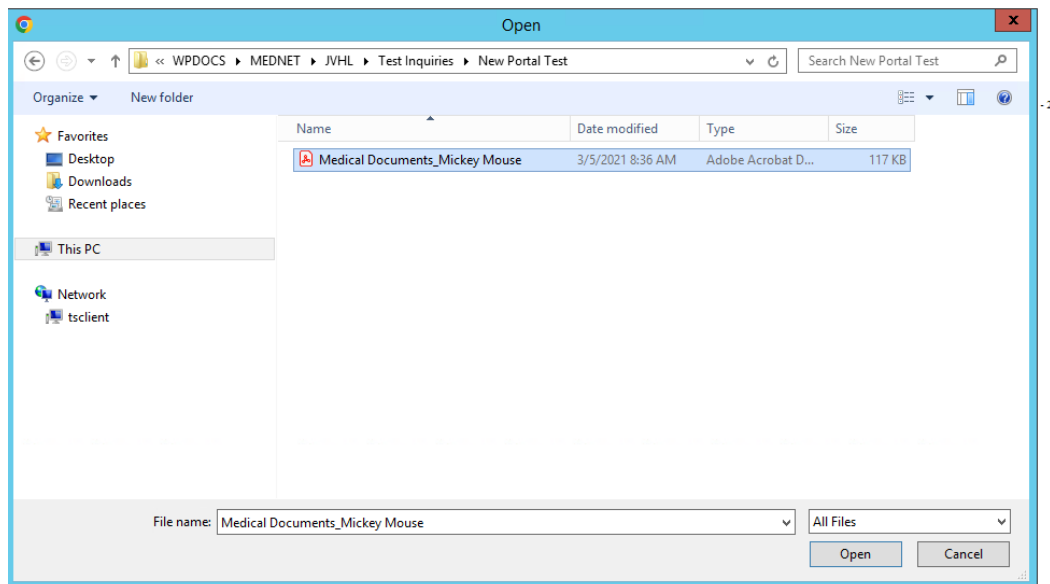 Open
x
« WPDOCS MEDNET JVHL Test Inquiries New Portal Test Search New Portal Test
Organize New folder
Favorites
Desktop
Downloads
Recent places
This PC
Network
tsclient
Name Date modified Type Size
Medical Documents_Mickey Mouse 3/5/2021 8:36 AM Adobe Acrobat D... 117 KB
File name: Medical Documents_Mickey Mouse All Files
Open Cancel